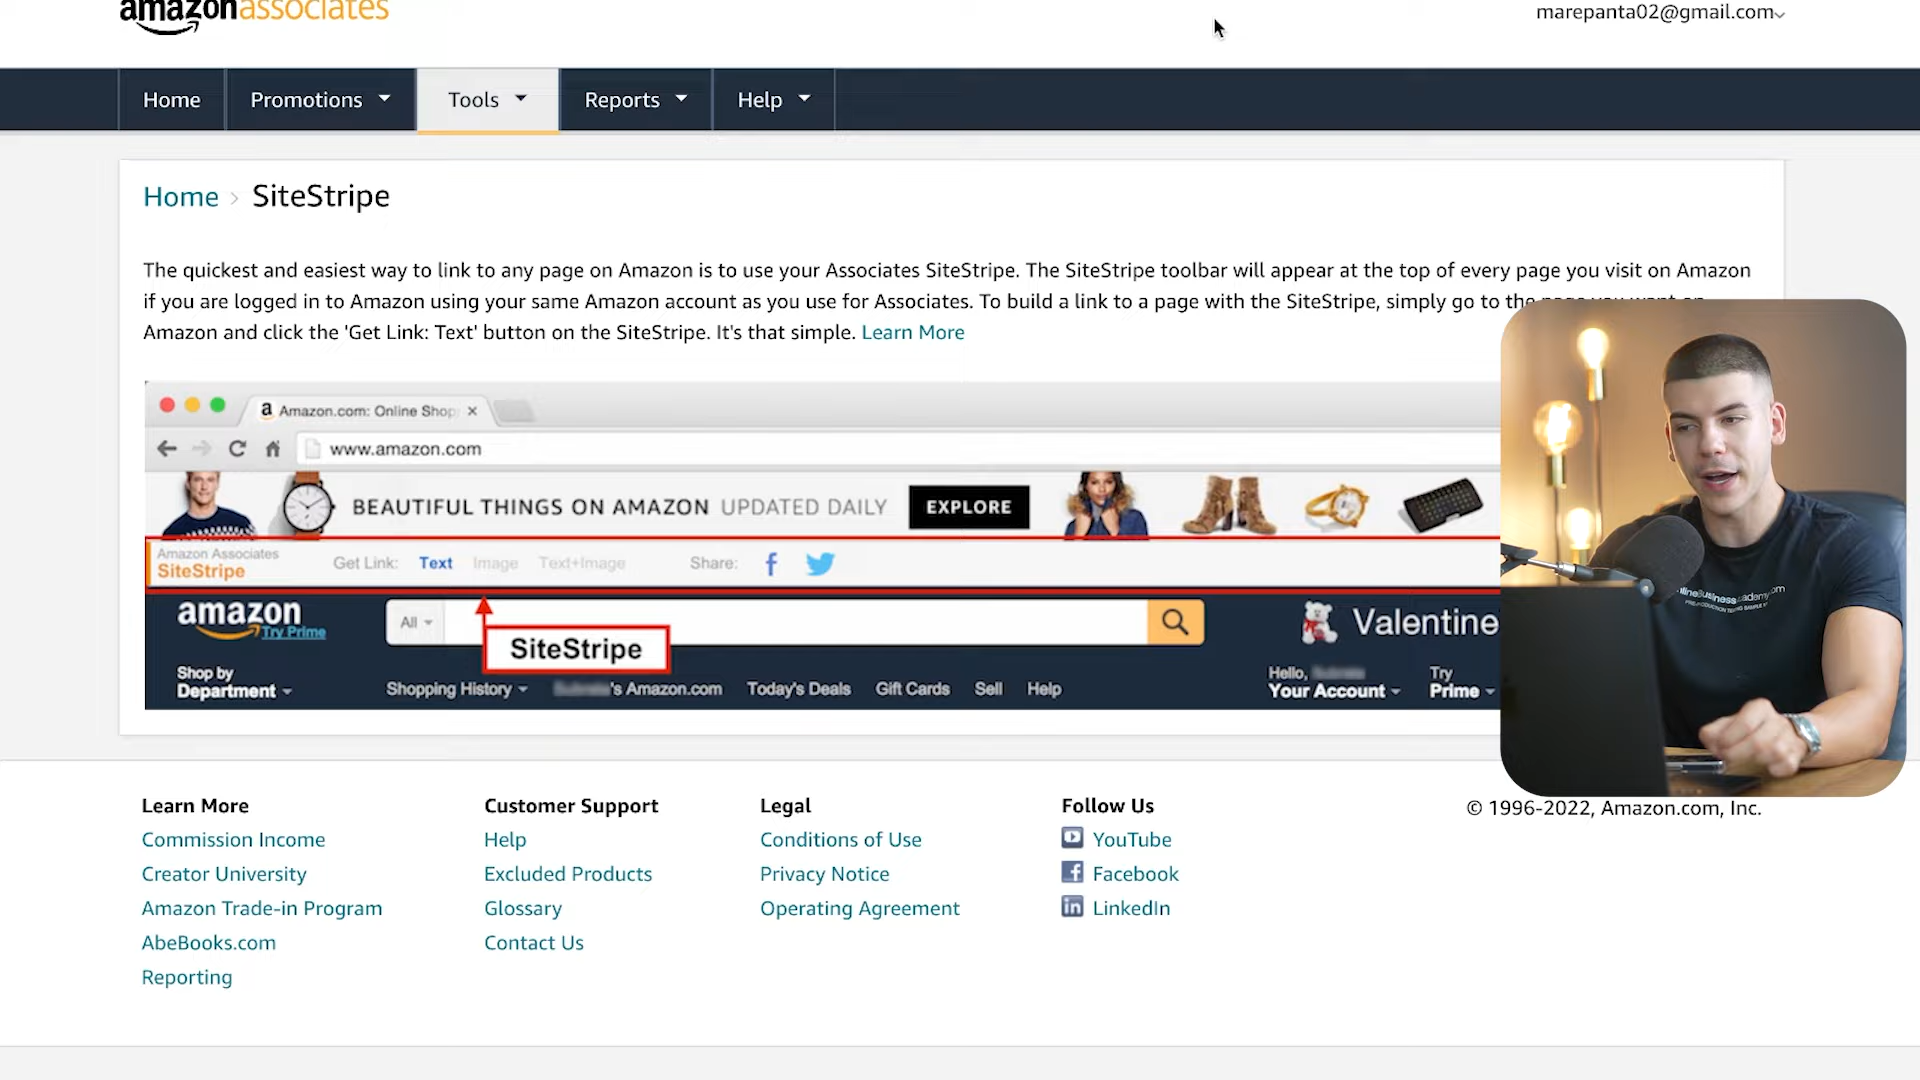 amazonassociates
marepanta02@gmail.com
Home
Promotions
Tools
Reports
Help
Home › SiteStripe
The quickest and easiest way to link to any page on Amazon is to use your Associates SiteStripe. The SiteStripe toolbar will appear at the top of every page you visit on Amazon
if you are logged in to Amazon using your same Amazon account as you use for Associates. To build a link to a page with the SiteStripe, simply go to the page you want on
Amazon and click the 'Get Link: Text' button on the SiteStripe. It's that simple. Learn More
a Amazon.com: Online Shop
www.amazon.com
BEAUTIFUL THINGS ON AMAZON UPDATED DAILY
EXPLORE
Amazon Associates
SiteStripe
Get Link: Text Image Text+Image
Share:
amazon
Try Prime
All
Valentine
SiteStripe
Shop by
Department
Shopping History
's Amazon.com
Today's Deals
Gift Cards
Sell
Help
Hello,
Your Account
Try
Prime
Learn More
Commission Income
Creator University
Amazon Trade-in Program
AbeBooks.com
Reporting
Customer Support
Help
Excluded Products
Glossary
Contact Us
Legal
Conditions of Use
Privacy Notice
Operating Agreement
Follow Us
YouTube
Facebook
LinkedIn
© 1996-2022, Amazon.com, Inc.